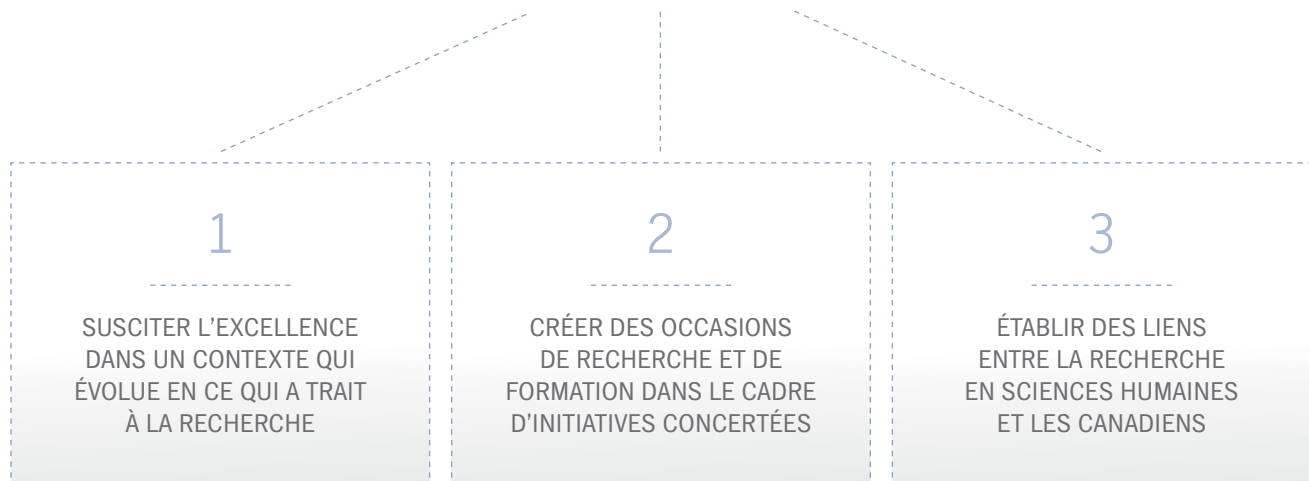 1
SUSCITER L'EXCELLENCE
DANS UN CONTEXTE QUI
ÉVOLUE EN CE QUI A TRAIT
À LA RECHERCHE
2
CRÉER DES OCCASIONS
DE RECHERCHE ET DE
FORMATION DANS LE CADRE
D'INITIATIVES CONCERTÉES
3
ÉTABLIR DES LIENS
ENTRE LA RECHERCHE
EN SCIENCES HUMAINES
ET LES CANADIENS